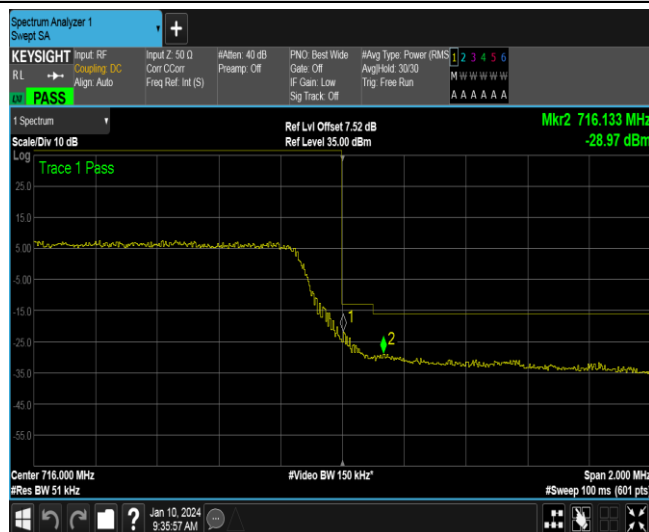 Spectrum Analyzer 1
Swept SA
KEYSIGHT
RL
PASS
Input: RF
Coupling: DC
Align: Auto
Input Z: 50 Ω
Corr CCorr
Freq Ref: Int (S)
#Atten: 40 dB
Preamp: Off
PNO: Best Wide
Gate: Off
IF Gain: Low
Sig Track: Off
#Avg Type: Power (RMS
Avg|Hold: 30/30
Trig: Free Run
1 2 3 4 5 6
M W W W W W
A A A A A A
1 Spectrum
Scale/Div 10 dB
Ref Lvl Offset 7.52 dB
Ref Level 35.00 dBm
Mkr2 716.133 MHz
-28.97 dBm
Log
Trace 1 Pass
25.0
15.0
5.00
-5.00
-15.0
-25.0
-35.0
-45.0
-55.0
1
2
Center 716.000 MHz
#Res BW 51 kHz
#Video BW 150 kHz*
Span 2.000 MHz
#Sweep 100 ms (601 pts)
?
Jan 10, 2024
9:35:57 AM